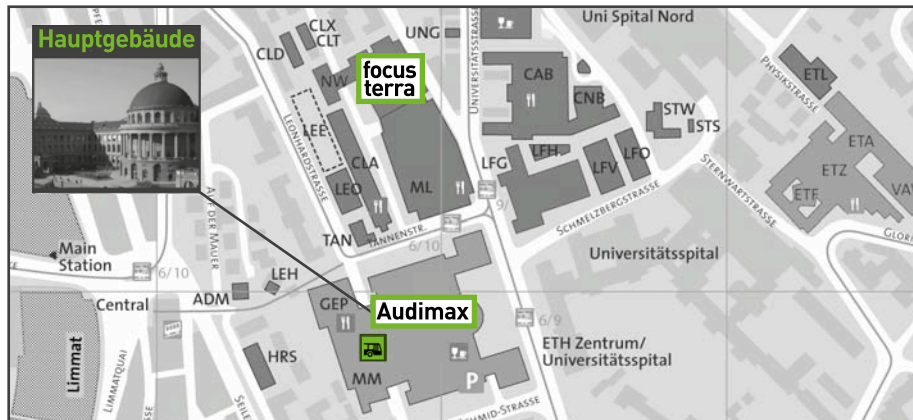 Hauptgebäude
CLD
CLX
CLT
NW
focus
terra
UNG
UNIVERSITÄTSSTRASSE
Uni Spital Nord
CAB
CNB
PHYSIKSTRASSE
ETL
STW
STS
ETA
ETZ
ETF
LEE
LEONHARDSTRASSE
CLA
LEO
ML
LFG
LFH
LFV
LFO
STERNWARTSTRASSE
SCHMELZBERGSTRASSE
9/
TAN
TANNENSTR.
6/10
Universitätsspital
AUF DER MAUER
Main
Station
6/10
LEH
ADM
Central
GEP
Audimax
6/9
ETH Zentrum/
Universitätsspital
HRS
MM
P
Limmat
LIMMATQUAI